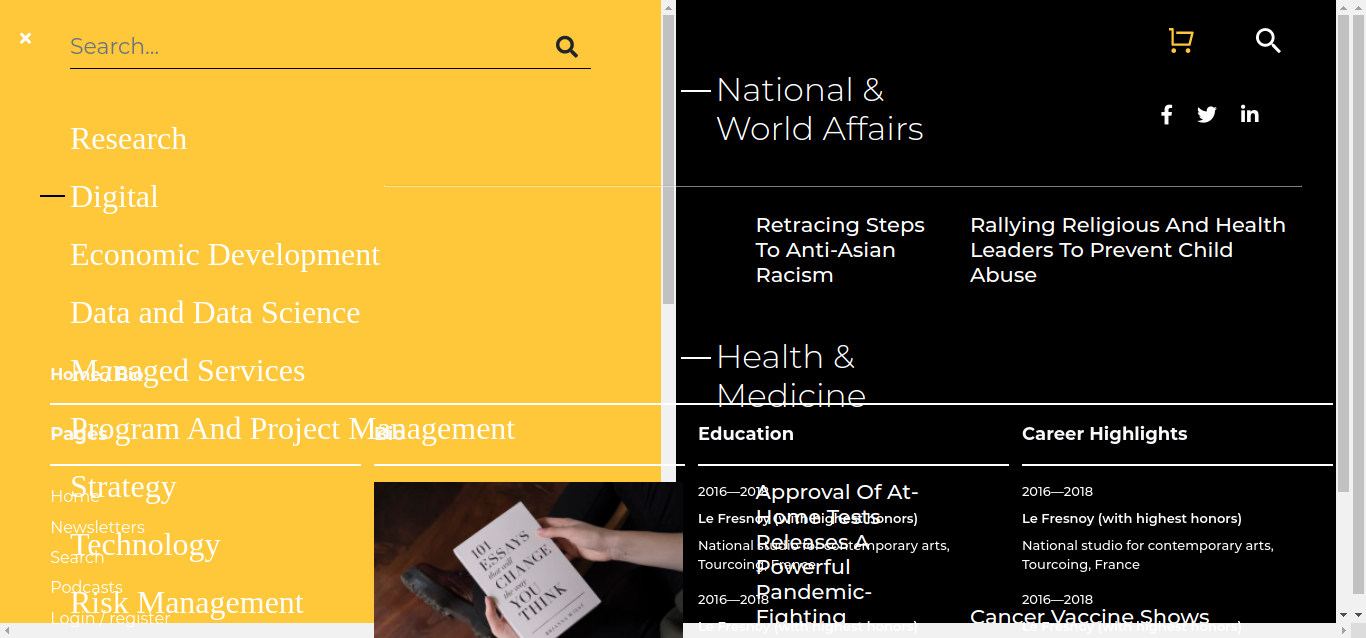 Search...
Research
Digital
Economic Development
Data and Data Science
Managed Services
Program And Project Management
Strategy
Technology
Risk Management
National &
World Affairs
Retracing Steps
To Anti-Asian
Racism
Rallying Religious And Health
Leaders To Prevent Child
Abuse
Health &
Medicine
Approval Of At-
Home Tests
Releases A
Powerful
Pandemic-
Fighting
Cancer Vaccine Shows
Home / Bio
Pages
Home
Newsletters
Search
Podcasts
Login / register
Bio
101
ESSAYS
that will
CHANGE
the way
YOU
THINK
BRIANNA WIEST
Education
2016—2018
Le Fresnoy (with highest honors)
National studio for contemporary arts,
Tourcoing, France
2016—2018
Le Fresnoy (with highest honors)
Career Highlights
2016—2018
Le Fresnoy (with highest honors)
National studio for contemporary arts,
Tourcoing, France
2016—2018
Le Fresnoy (with highest honors)